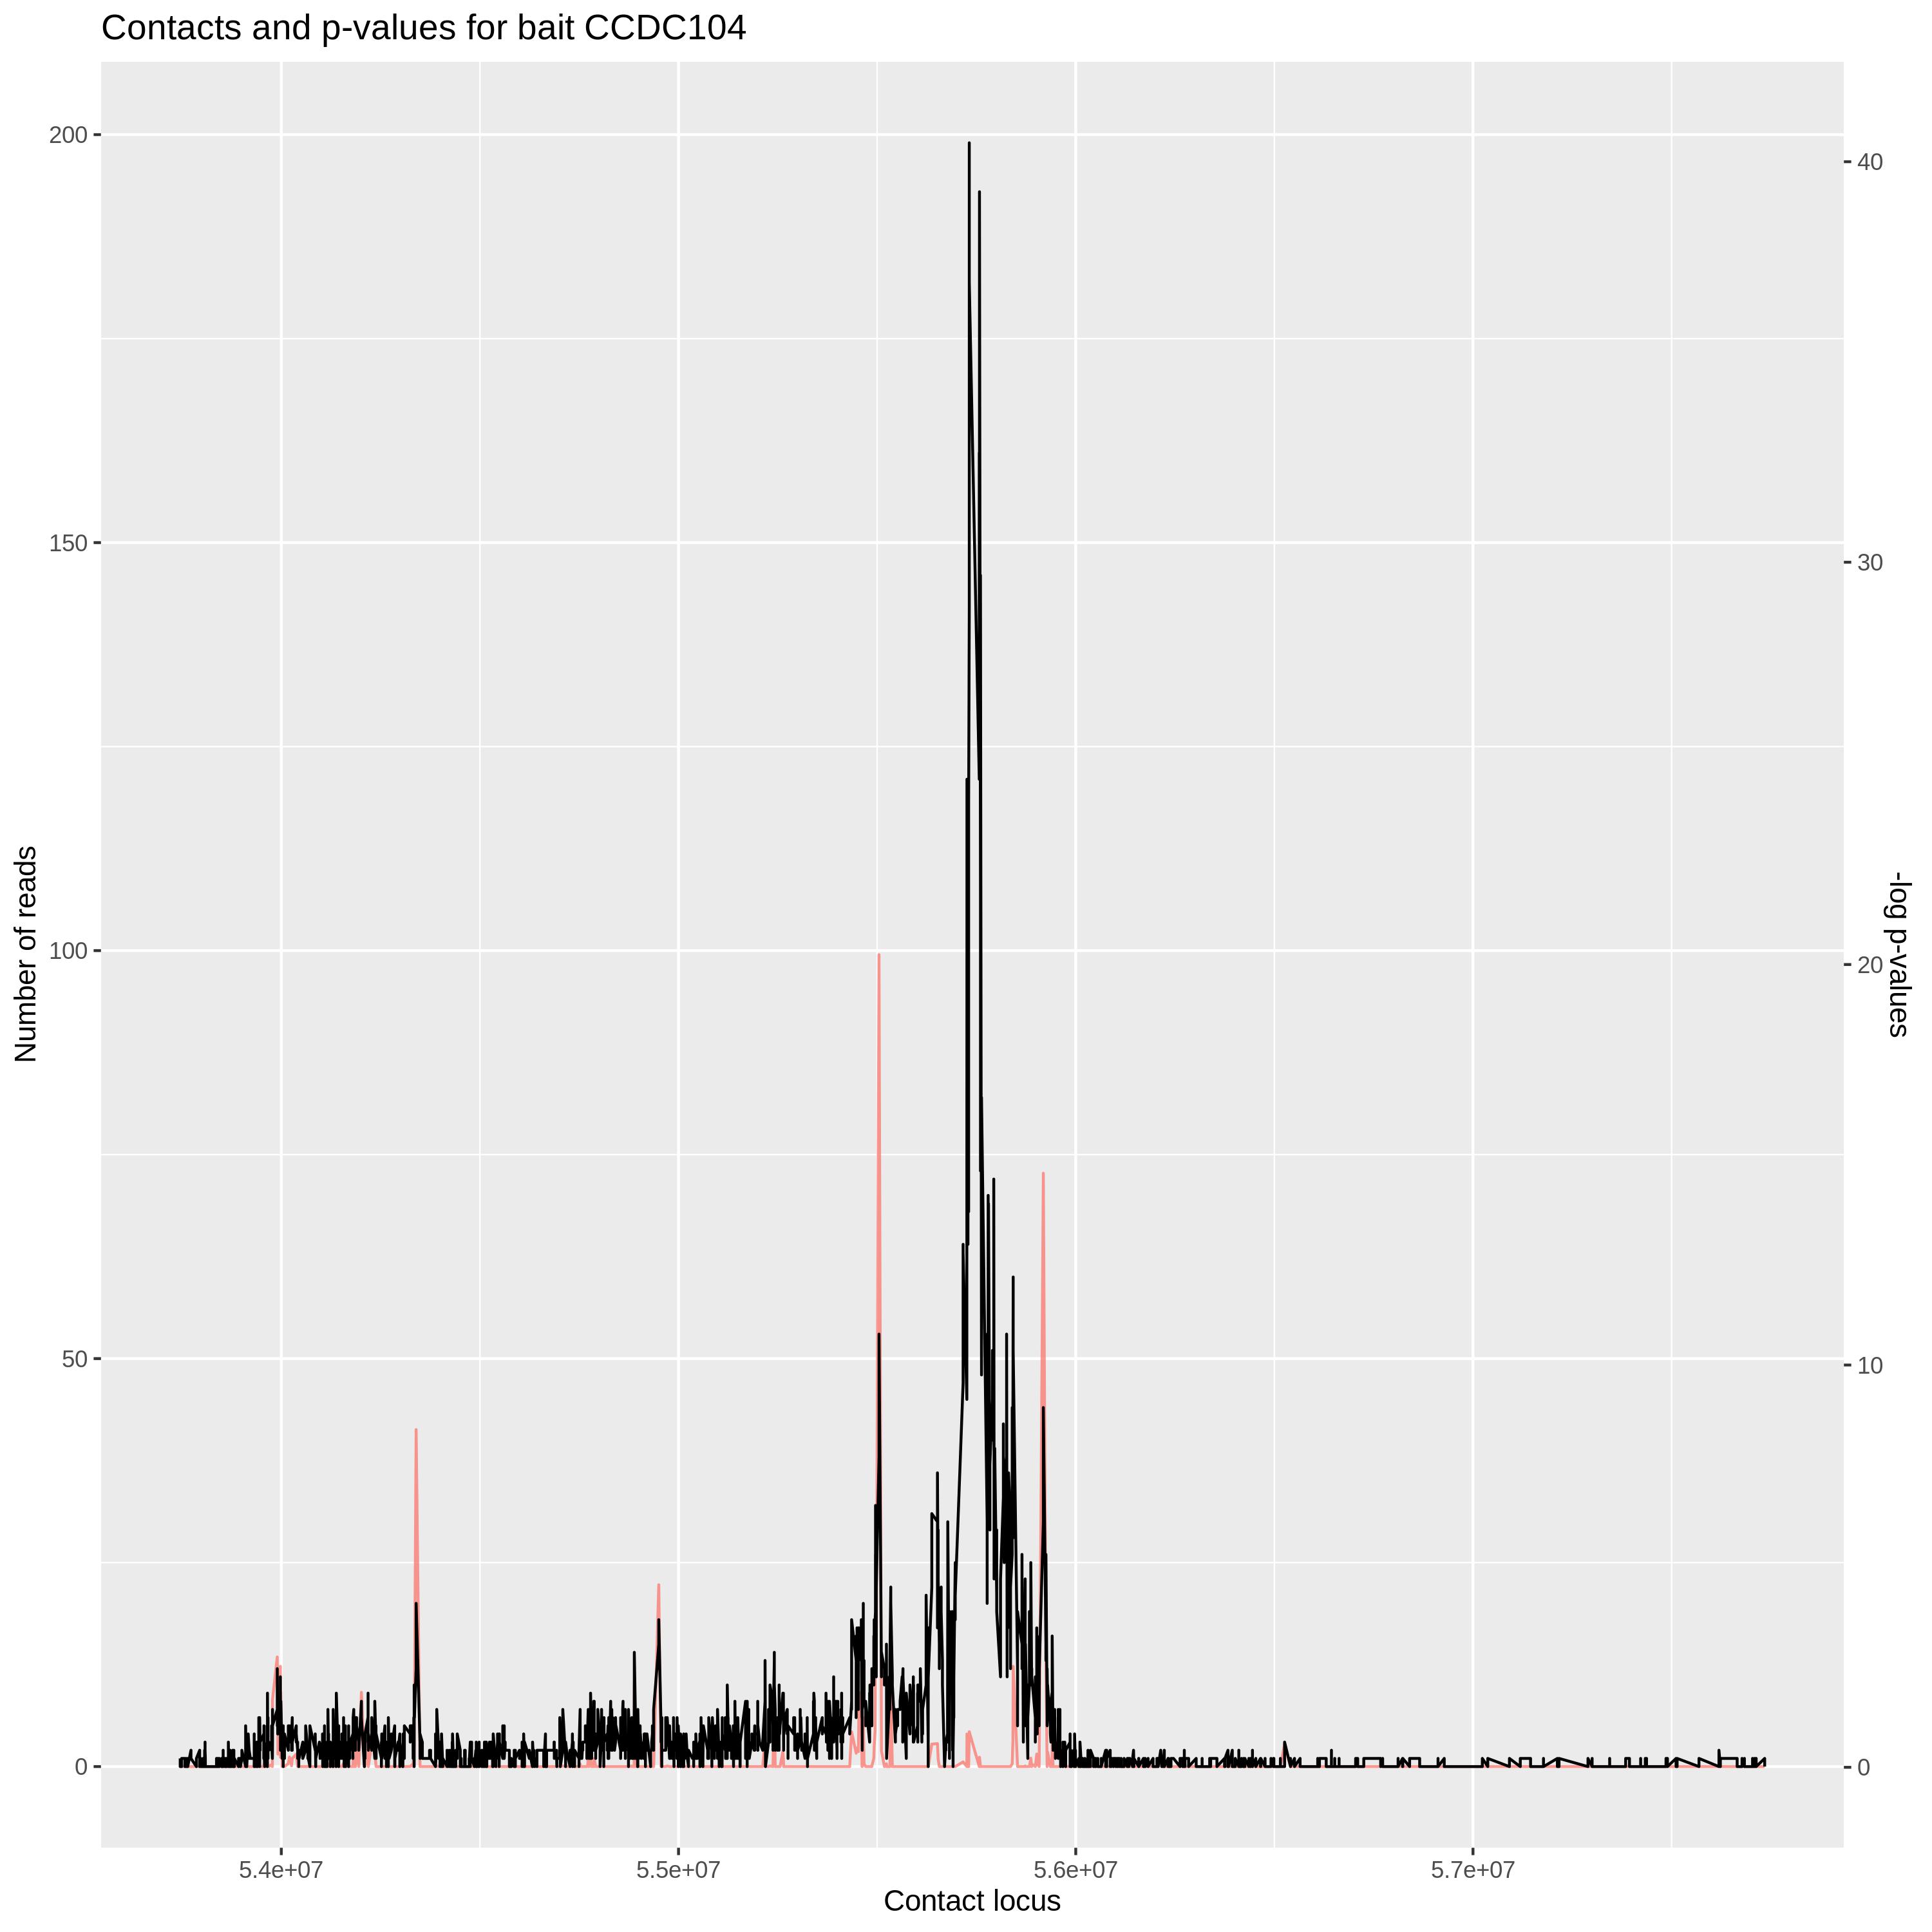 Contacts and p-values for bait CCDC104
200
150
100
50
0
Number of reads
40
30
20
10
0
-log p-values
5.4e+07
5.5e+07
5.6e+07
5.7e+07
Contact locus